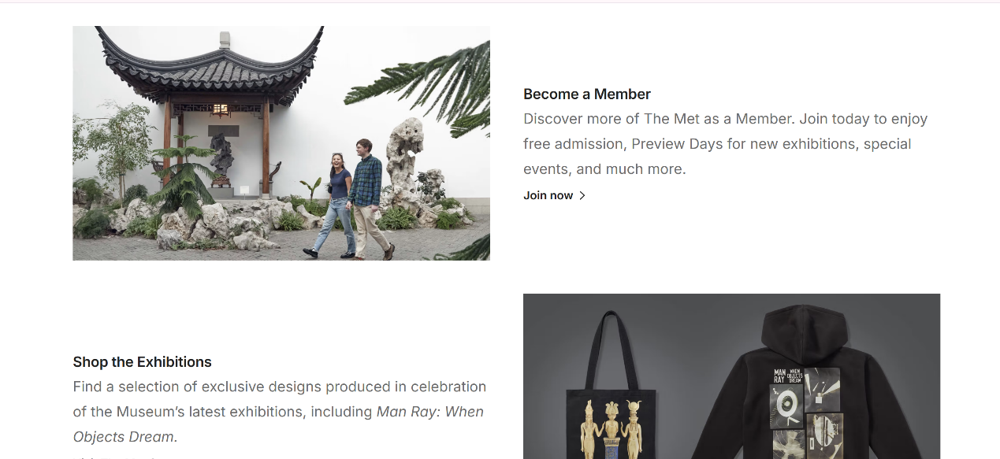 Become a Member
Discover more of The Met as a Member. Join today to enjoy
free admission, Preview Days for new exhibitions, special
events, and much more.
Join now
Shop the Exhibitions
Find a selection of exclusive designs produced in celebration
of the Museum’s latest exhibitions, including Man Ray: When
Objects Dream.
MAN RAY
WHEN OBJECTS DREAM